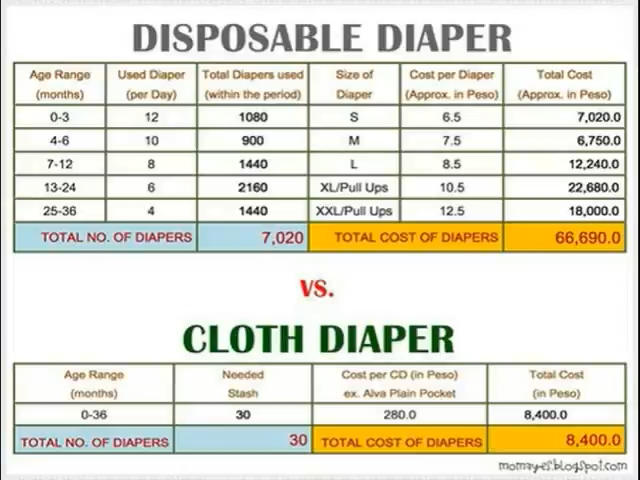 DISPOSABLE DIAPER
Age Range Used Diaper Total Diapers used Size of Cost per Diaper Total Cost
(months) (per Day) (within the period) Diaper (Approx. in Peso) (Approx. in Peso)
0-3 12 1080 S 6.5 7,020.0
4-6 10 900 M 7.5 6,750.0
7-12 8 1440 L 8.5 12,240.0
13-24 6 2160 XL/Pull Ups 10.5 22,680.0
25-36 4 1440 XXL/Pull Ups 12.5 18,000.0
TOTAL NO. OF DIAPERS 7,020 TOTAL COST OF DIAPERS 66,690.0
VS.
CLOTH DIAPER
Age Range Needed Cost per CD (in Peso) Total Cost
(months) Stash ex. Alva Plain Pocket (in Peso)
0-36 30 280.0 8,400.0
TOTAL NO. OF DIAPERS 30 TOTAL COST OF DIAPERS 8,400.0